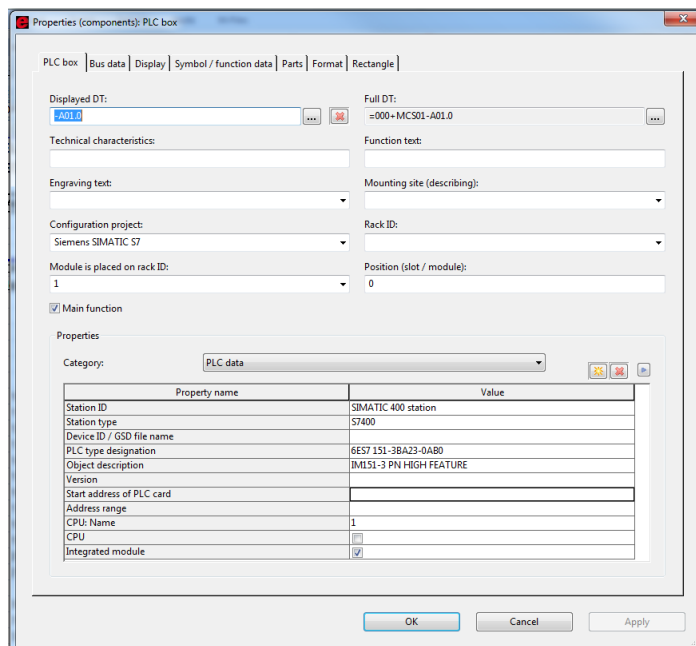 Properties (components): PLC box
PLC box Bus data Display Symbol / function data Parts Format Rectangle
Displayed DT: Full DT:
-A01.0 ... =000+MCS01-A01.0 ...
Technical characteristics: Function text:
Engraving text: Mounting site (describing):
Configuration project: Rack ID:
Siemens SIMATIC S7
Module is placed on rack ID: Position (slot / module):
1 0
Main function
Properties
Category: PLC data
Property name Value
Station ID SIMATIC 400 station
Station type S7400
Device ID / GSD file name
PLC type designation 6ES7 151-3BA23-0AB0
Object description IM151-3 PN HIGH FEATURE
Version
Start address of PLC card
Address range
CPU: Name 1
CPU
Integrated module
OK Cancel Apply